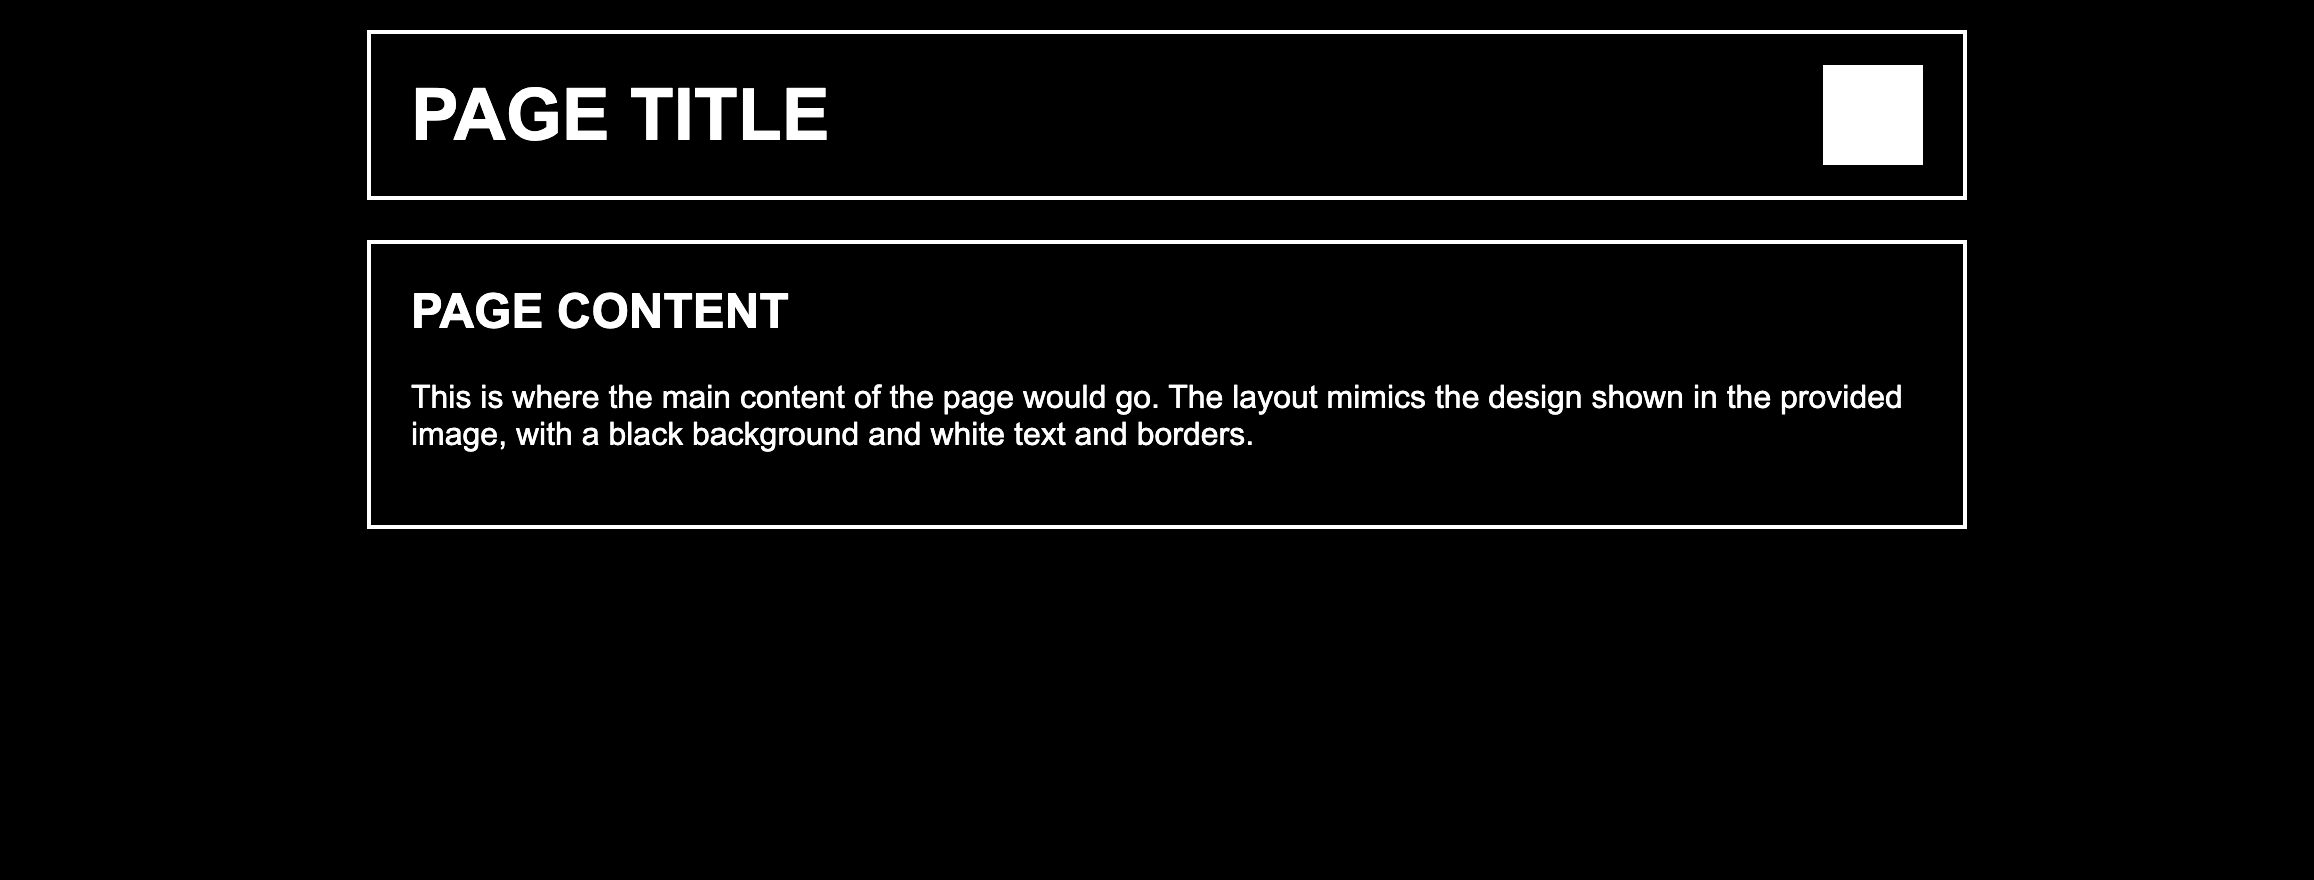 PAGE TITLE
PAGE CONTENT
This is where the main content of the page would go. The layout mimics the design shown in the provided
image, with a black background and white text and borders.